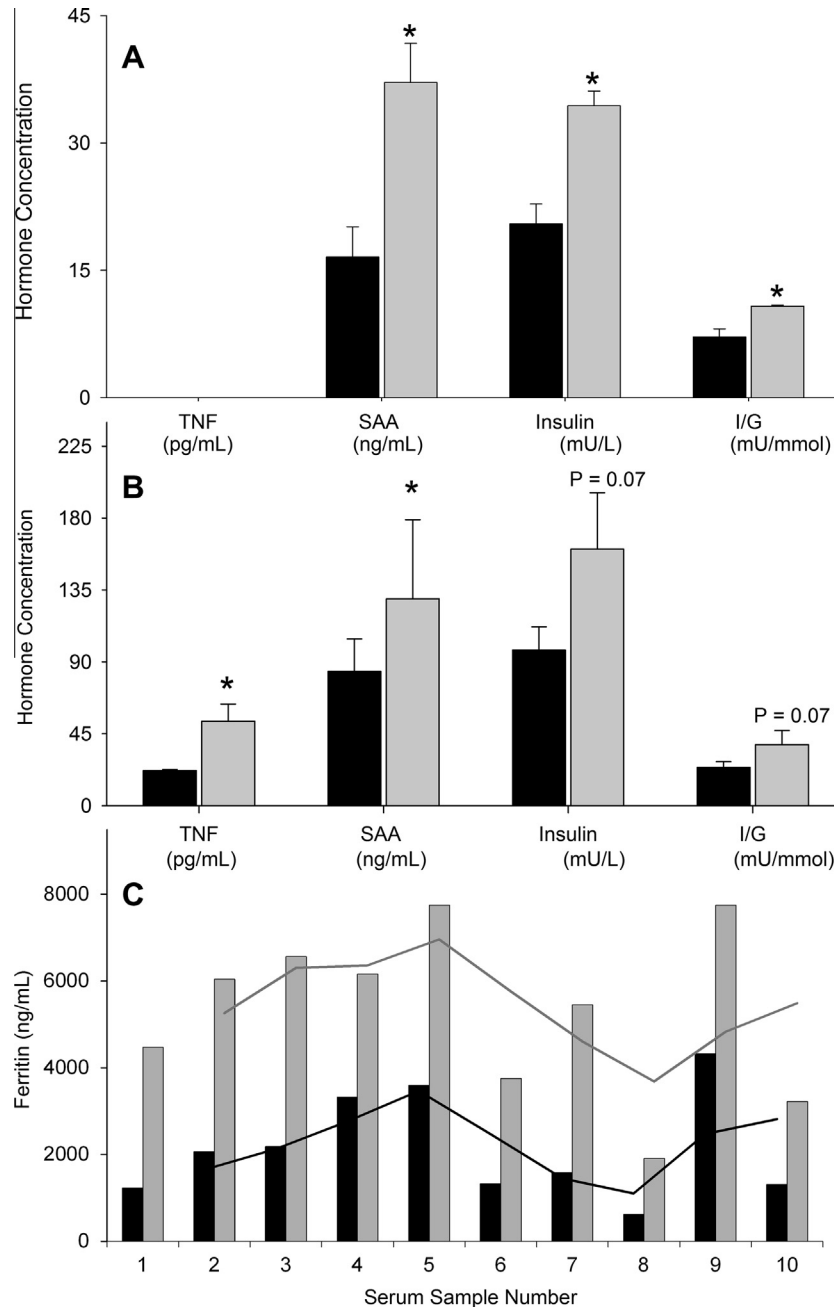 A
Hormone Concentration
45
30
15
0
* * *
TNF SAA Insulin I/G
(pg/mL) (ng/mL) (mU/L) (mU/mmol)
B
Hormone Concentration
225
180
135
90
45
0
* * P = 0.07 P = 0.07
TNF SAA Insulin I/G
(pg/mL) (ng/mL) (mU/L) (mU/mmol)
C
Ferritin (ng/mL)
8000
6000
4000
2000
0
1 2 3 4 5 6 7 8 9 10
Serum Sample Number